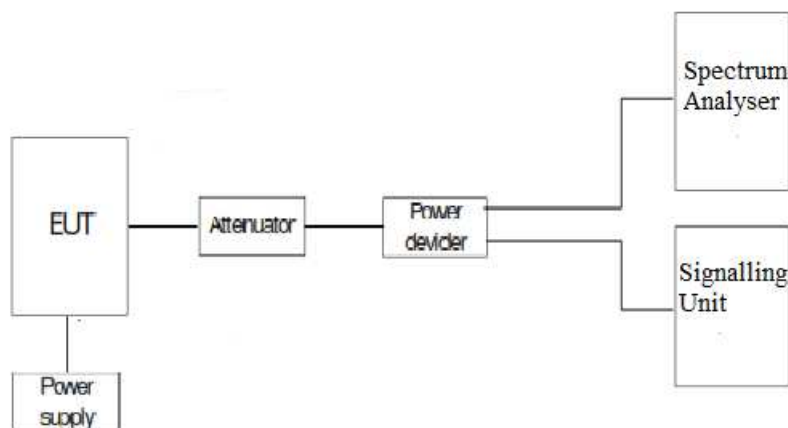 Spectrum
Analyser
EUT
Attenuator
Power
devider
Signalling
Unit
Power
supply